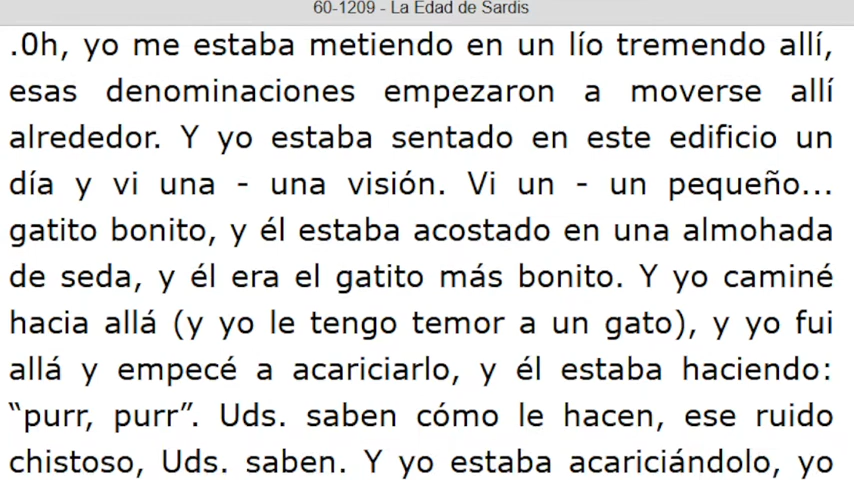 60-1209 - La Edad de Sardis
.0h, yo me estaba metiendo en un lío tremendo allí,
esas denominaciones empezaron a moverse allí
alrededor. Y yo estaba sentado en este edificio un
día y vi una - una visión. Vi un - un pequeño...
gatito bonito, y él estaba acostado en una almohada
de seda, y él era el gatito más bonito. Y yo caminé
hacia allá (y yo le tengo temor a un gato), y yo fui
allá y empecé a acariciarlo, y él estaba haciendo:
“purr, purr”. Uds. saben cómo le hacen, ese ruido
chistoso, Uds. saben. Y yo estaba acariciándolo, yo